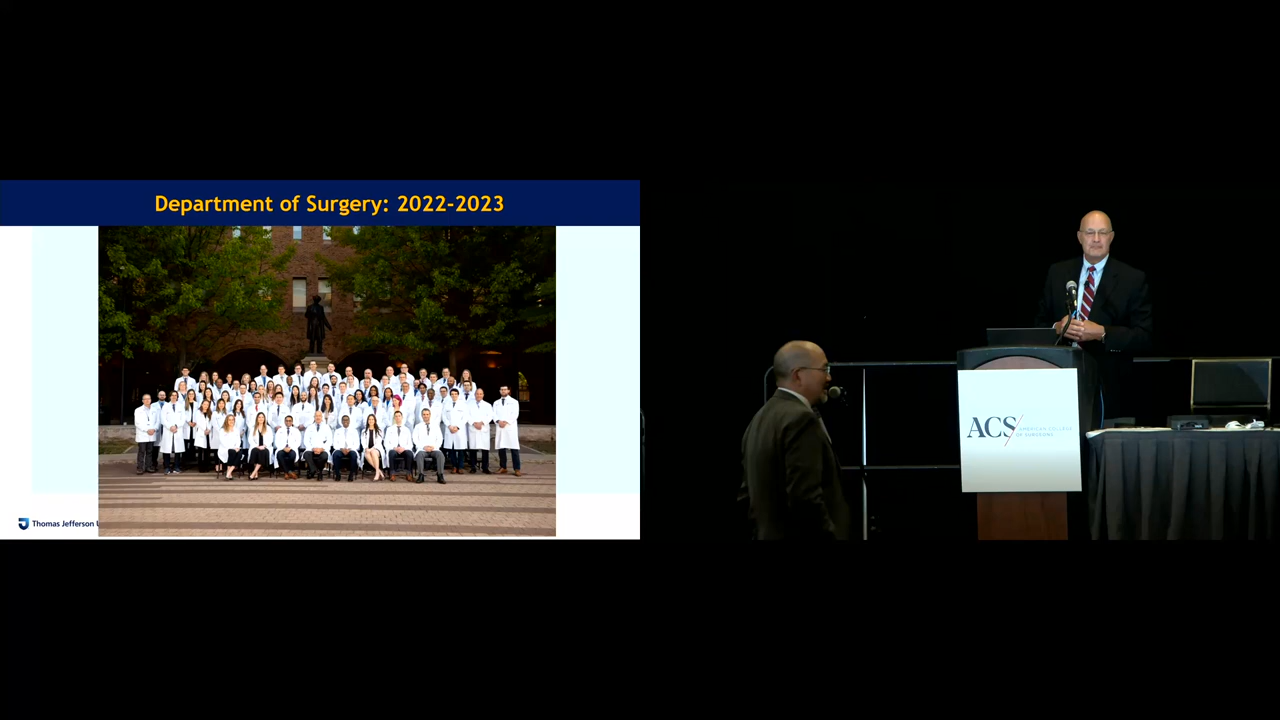 Department of Surgery: 2022-2023
Thomas Jefferson U
ACS
AMERICAN COLLEGE
OF SURGEONS